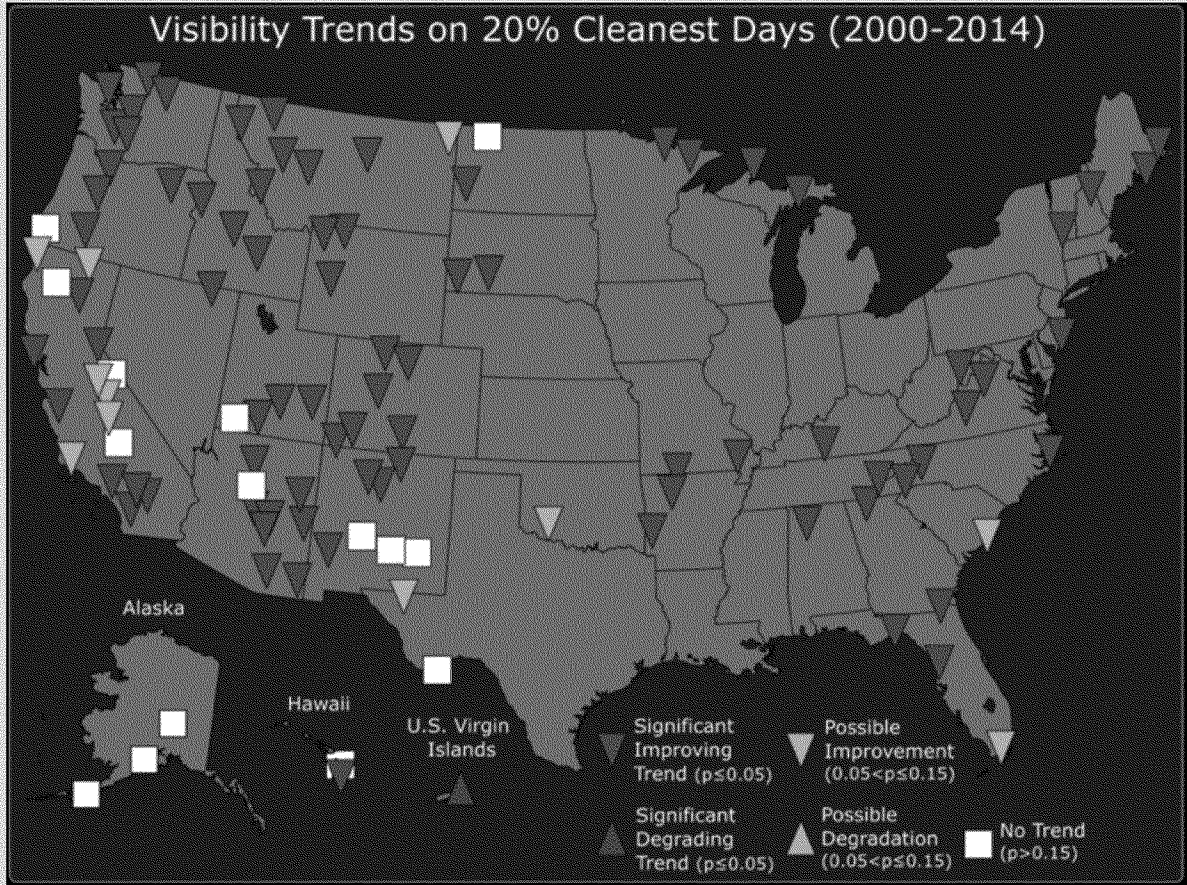 Visibility Trends on 20% Cleanest Days (2000-2014)
Alaska
Hawaii
U.S. Virgin
Islands
Significant
Improving
Trend (p≤0.05)
Possible
Improvement
(0.05<p≤0.15)
Significant
Degrading
Trend (p≤0.05)
Possible
Degradation
(0.05<p≤0.15)
No Trend
(p>0.15)